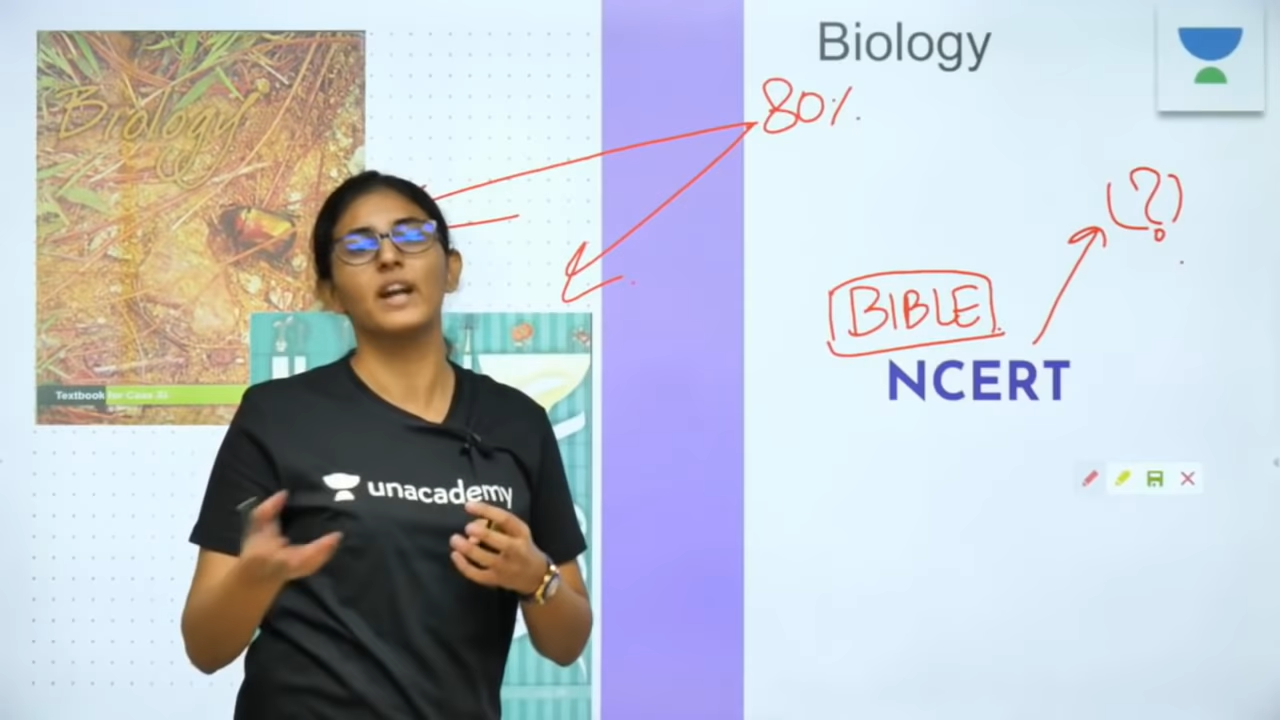 Biology
Biology
80%.
(?)
BIBLE
NCERT
Textbook for Class XI
unacademy